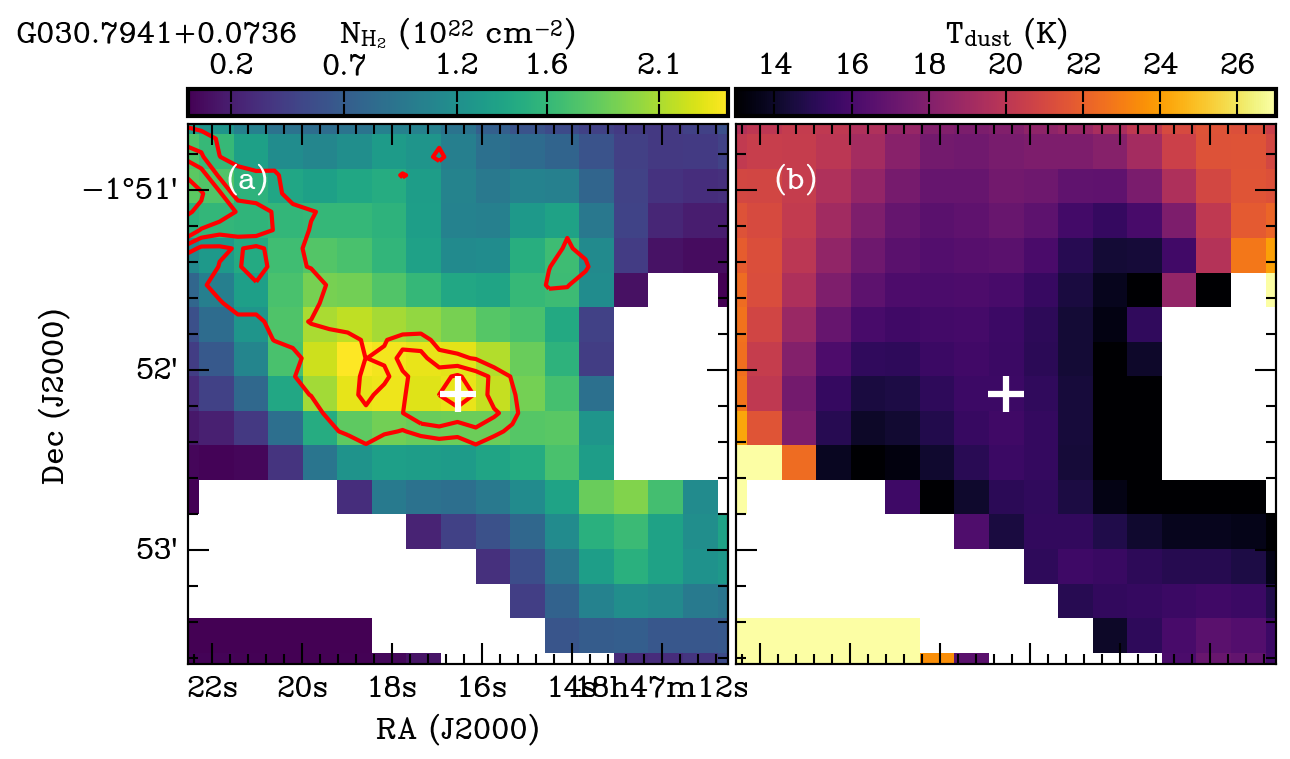 G030.7941+0.0736 N_H₂ (10²² cm⁻²) T_dust (K)
0.2 0.7 1.2 1.6 2.1 14 16 18 20 22 24 26
(a) (b)
−1°51'
52'
53'
Dec (J2000)
22s 20s 18s 16s 14s 18h47m12s
RA (J2000)